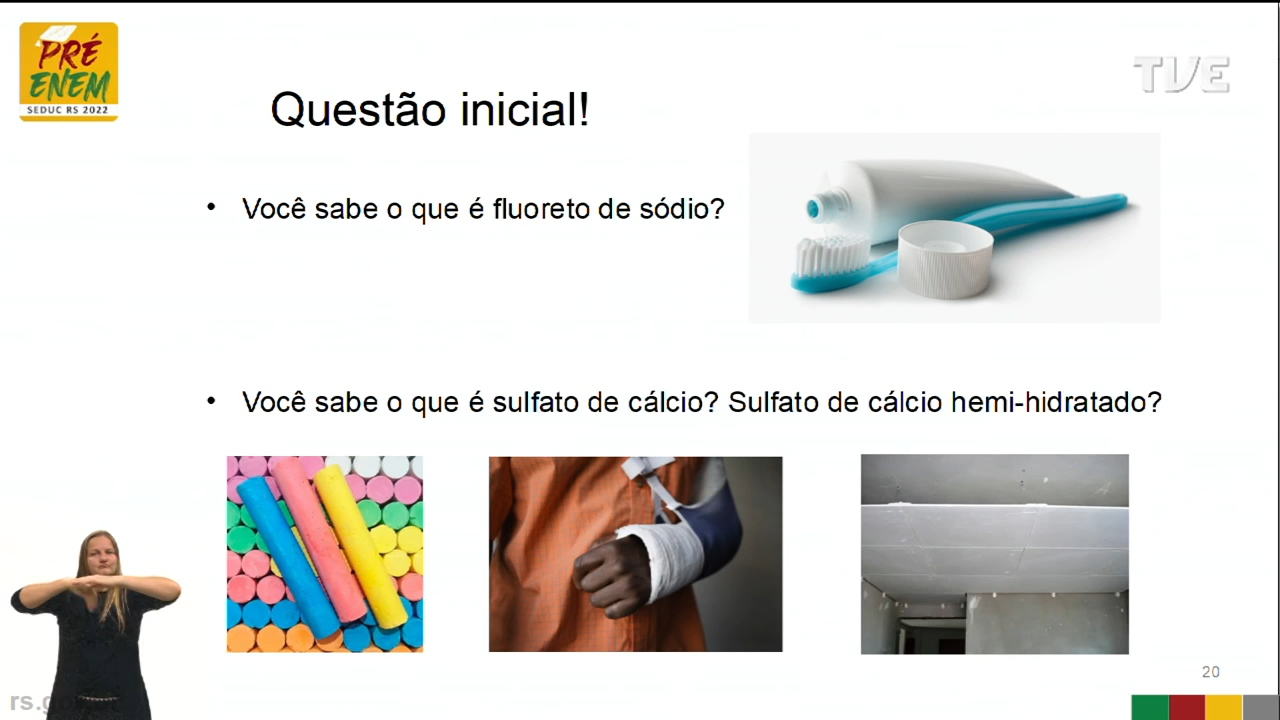 PRÉ
ENEM
SEDUC RS 2022
TVE
Questão inicial!
• Você sabe o que é fluoreto de sódio?
• Você sabe o que é sulfato de cálcio? Sulfato de cálcio hemi-hidratado?
20